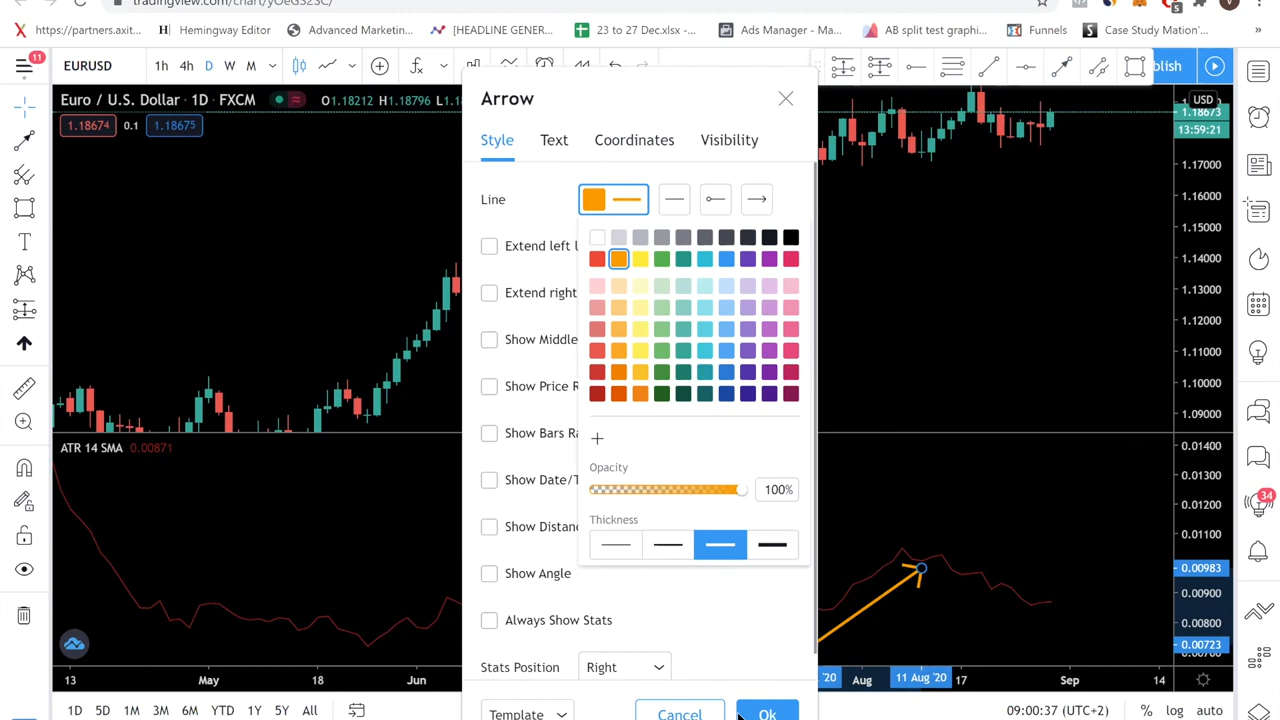 tradingview.com/chart/yOeG3Z3C/
https://partners.axit...
Hemingway Editor
Advanced Marketin...
[HEADLINE GENER...
23 to 27 Dec.xlsx -...
Ads Manager - Ma...
AB split test graphi...
Funnels
Case Study Mation'...
»
11
EURUSD
1h 4h D W M
blish
Euro / U.S. Dollar · 1D · FXCM
O1.18212 H1.18796 L1.18
1.18674 0.1 1.18675
Arrow
Style Text Coordinates Visibility
Line
Extend left l
Extend right
Show Middle
Show Price R
Show Bars Ra
Show Date/T
Show Distanc
Show Angle
Always Show Stats
Stats Position Right
Template Cancel Ok
Opacity
100%
Thickness
USD
1.18673
13:59:21
1.17000
1.16000
1.15000
1.14000
1.13000
1.12000
1.11000
1.10000
1.09000
ATR 14 SMA 0.00871
0.01400
0.01300
0.01200
0.01100
0.00983
0.00900
0.00800
0.00723
34
13 May 18 Jun '20 Aug 11 Aug '20 17 Sep 14
1D 5D 1M 3M 6M YTD 1Y 5Y All
09:00:37 (UTC+2) % log auto